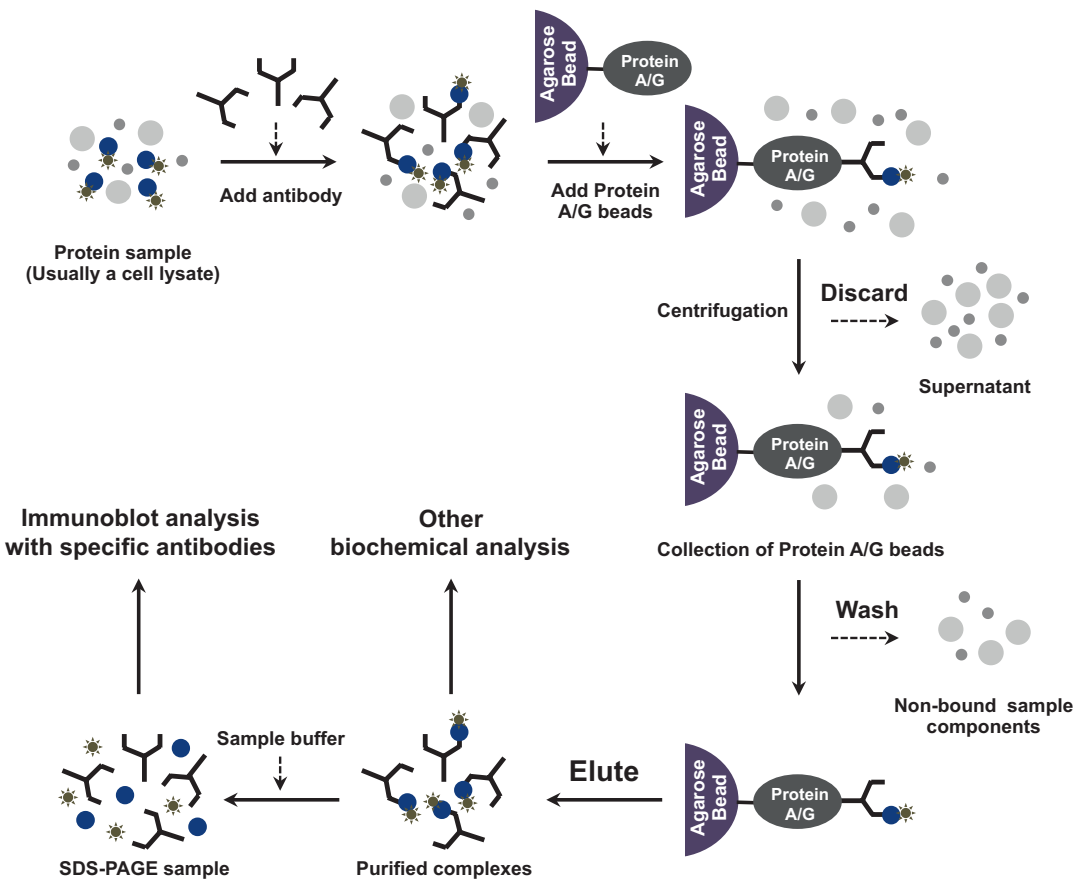 Agarose
Bead
Protein
A/G
Add antibody
Add Protein
A/G beads
Agarose
Bead
Protein
A/G
Protein sample
(Usually a cell lysate)
Centrifugation
Discard
Supernatant
Agarose
Bead
Protein
A/G
Collection of Protein A/G beads
Immunoblot analysis
with specific antibodies
Other
biochemical analysis
Wash
Non-bound sample
components
Agarose
Bead
Protein
A/G
Elute
Sample buffer
Purified complexes
SDS-PAGE sample